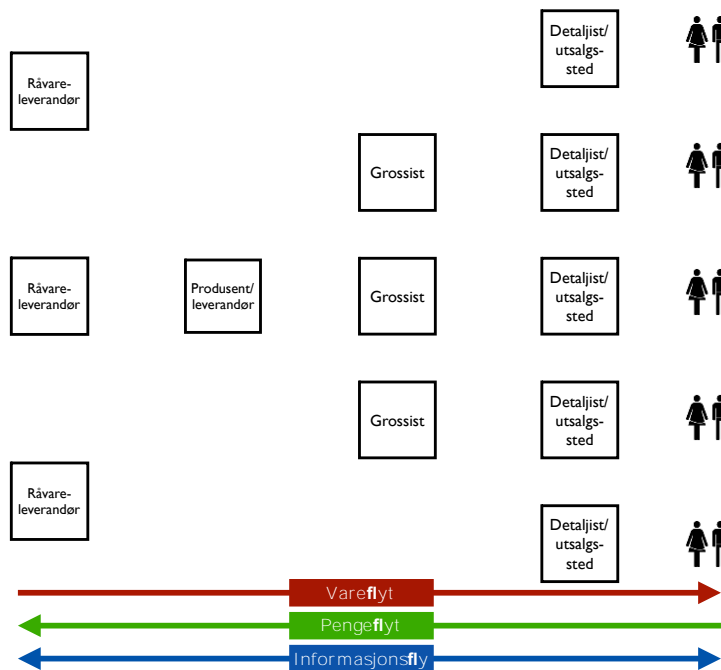 Råvare-
leverandør
Råvare-
leverandør
Råvare-
leverandør
Produsent/
leverandør
Grossist
Grossist
Grossist
Detaljist/
utsalgs-
sted
Detaljist/
utsalgs-
sted
Detaljist/
utsalgs-
sted
Detaljist/
utsalgs-
sted
Detaljist/
utsalgs-
sted
Vareflyt
Pengeflyt
Informasjonsfly